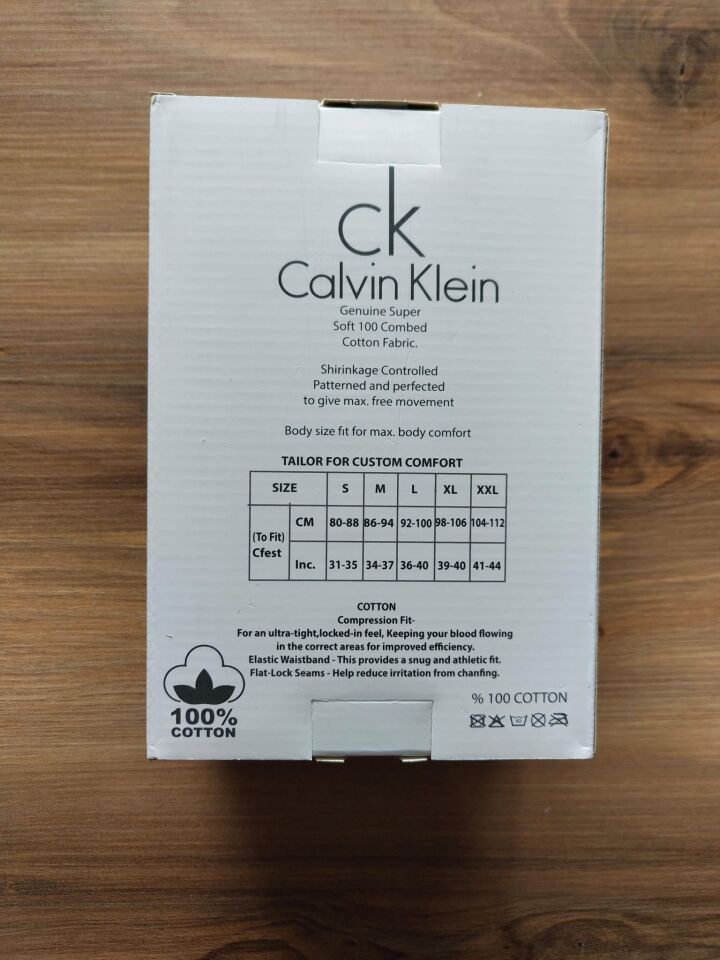 ck
Calvin Klein
Genuine Super
Soft 100 Combed
Cotton Fabric.
Shirinkage Controlled
Patterned and perfected
to give max. free movement
Body size fit for max. body comfort
TAILOR FOR CUSTOM COMFORT
SIZE S M L XL XXL
(To Fit) Cfest CM 80-88 86-94 92-100 98-106 104-112
Inc. 31-35 34-37 36-40 39-40 41-44
COTTON
Compression Fit-
For an ultra-tight,locked-in feel, Keeping your blood flowing
in the correct areas for improved efficiency.
Elastic Waistband - This provides a snug and athletic fit.
Flat-Lock Seams - Help reduce irritation from chanfing.
100%
COTTON
% 100 COTTON